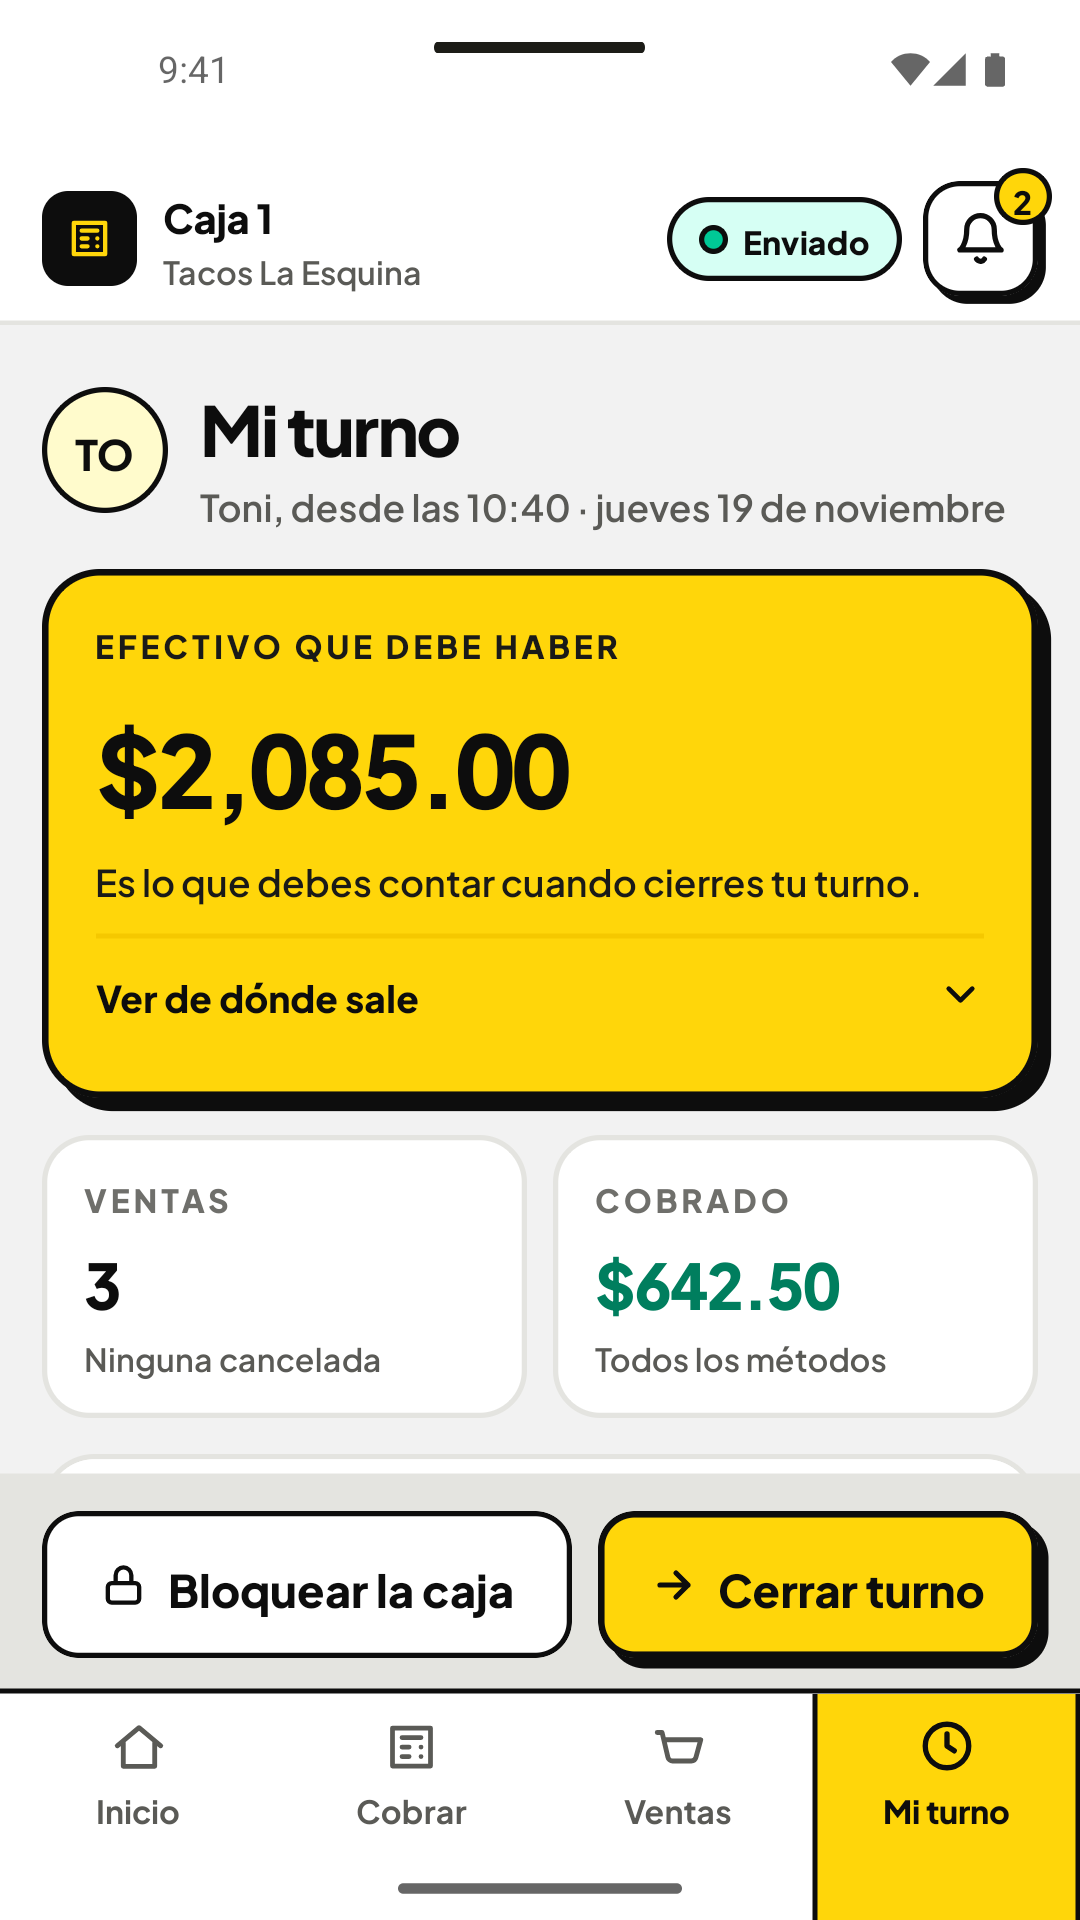 9:41
Caja 1
Tacos La Esquina
Enviado
2
TO
Mi turno
Toni, desde las 10:40 · jueves 19 de noviembre
EFECTIVO QUE DEBE HABER
$2,085.00
Es lo que debes contar cuando cierres tu turno.
Ver de dónde sale
VENTAS
3
Ninguna cancelada
COBRADO
$642.50
Todos los métodos
Bloquear la caja
Cerrar turno
Inicio
Cobrar
Ventas
Mi turno